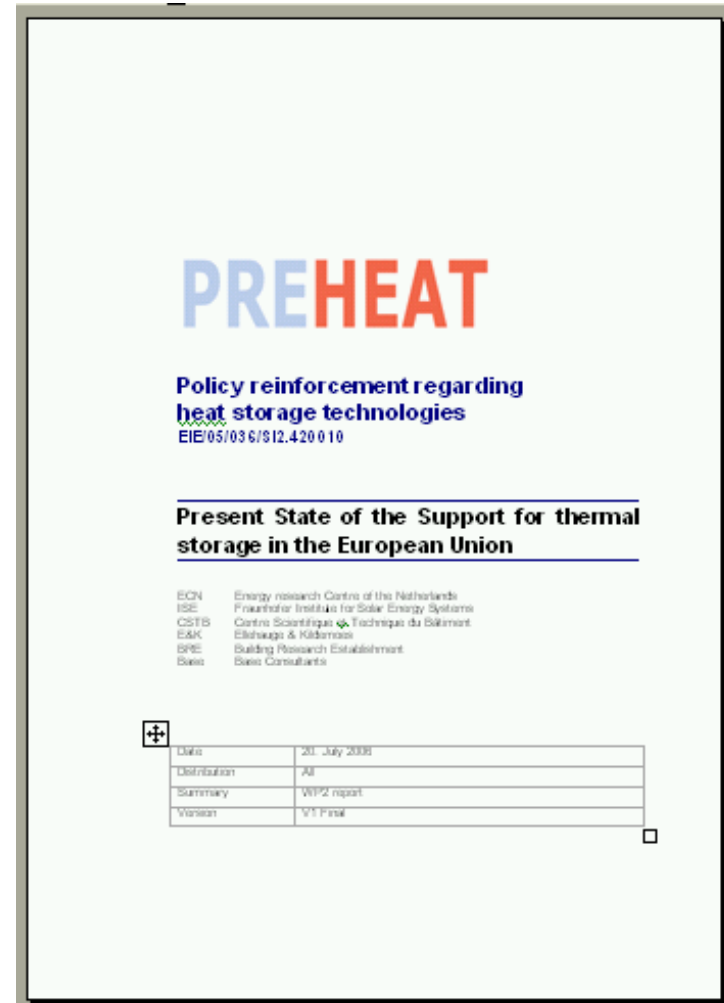 PREHEAT
Policy reinforcement regarding
heat storage technologies
EIE/05/036/SI2.420010
Present State of the Support for thermal
storage in the European Union
ECN Energy research Centre of the Netherlands
ISE Fraunhofer Institute for Solar Energy Systems
CSTB Centre Scientifique & Technique du Bâtiment
E&K Ellehauge & Kildemoes
BRE Building Research Establishment
Base Base Consultants
Date 20. July 2006
Distribution All
Summary WP2 report
Version V1 Final